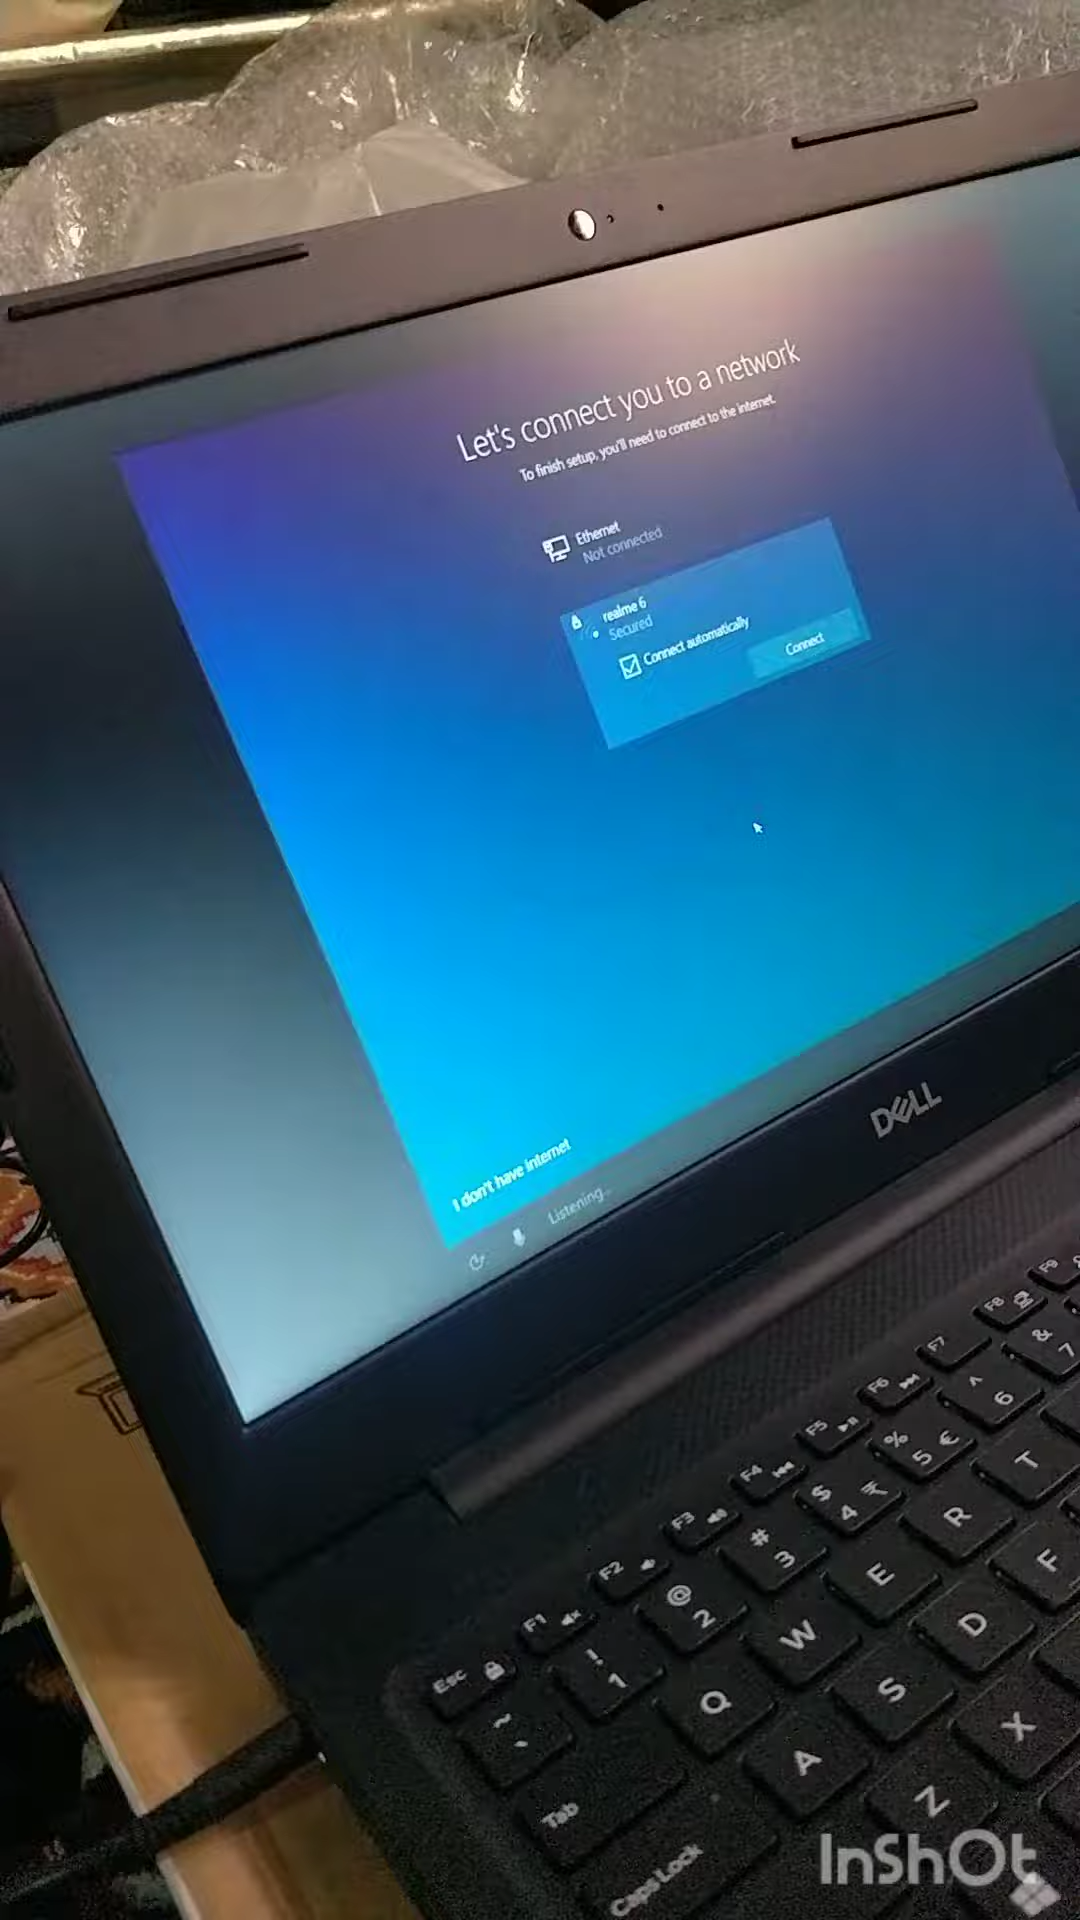 Let's connect you to a network
To finish setup, you'll need to connect to the internet.
Ethernet
Not connected
realme 6
Secured
Connect automatically
Connect
I don't have internet
Listening...
DELL
Esc
F1
F2
F3
F4
F5
F6
F7
F8
F9
~
!
1
@
2
#
3
$
4 ₹
%
5 €
^
6
&
7
Tab
Q
W
E
R
T
Caps Lock
A
S
D
F
Z
X
InShOt